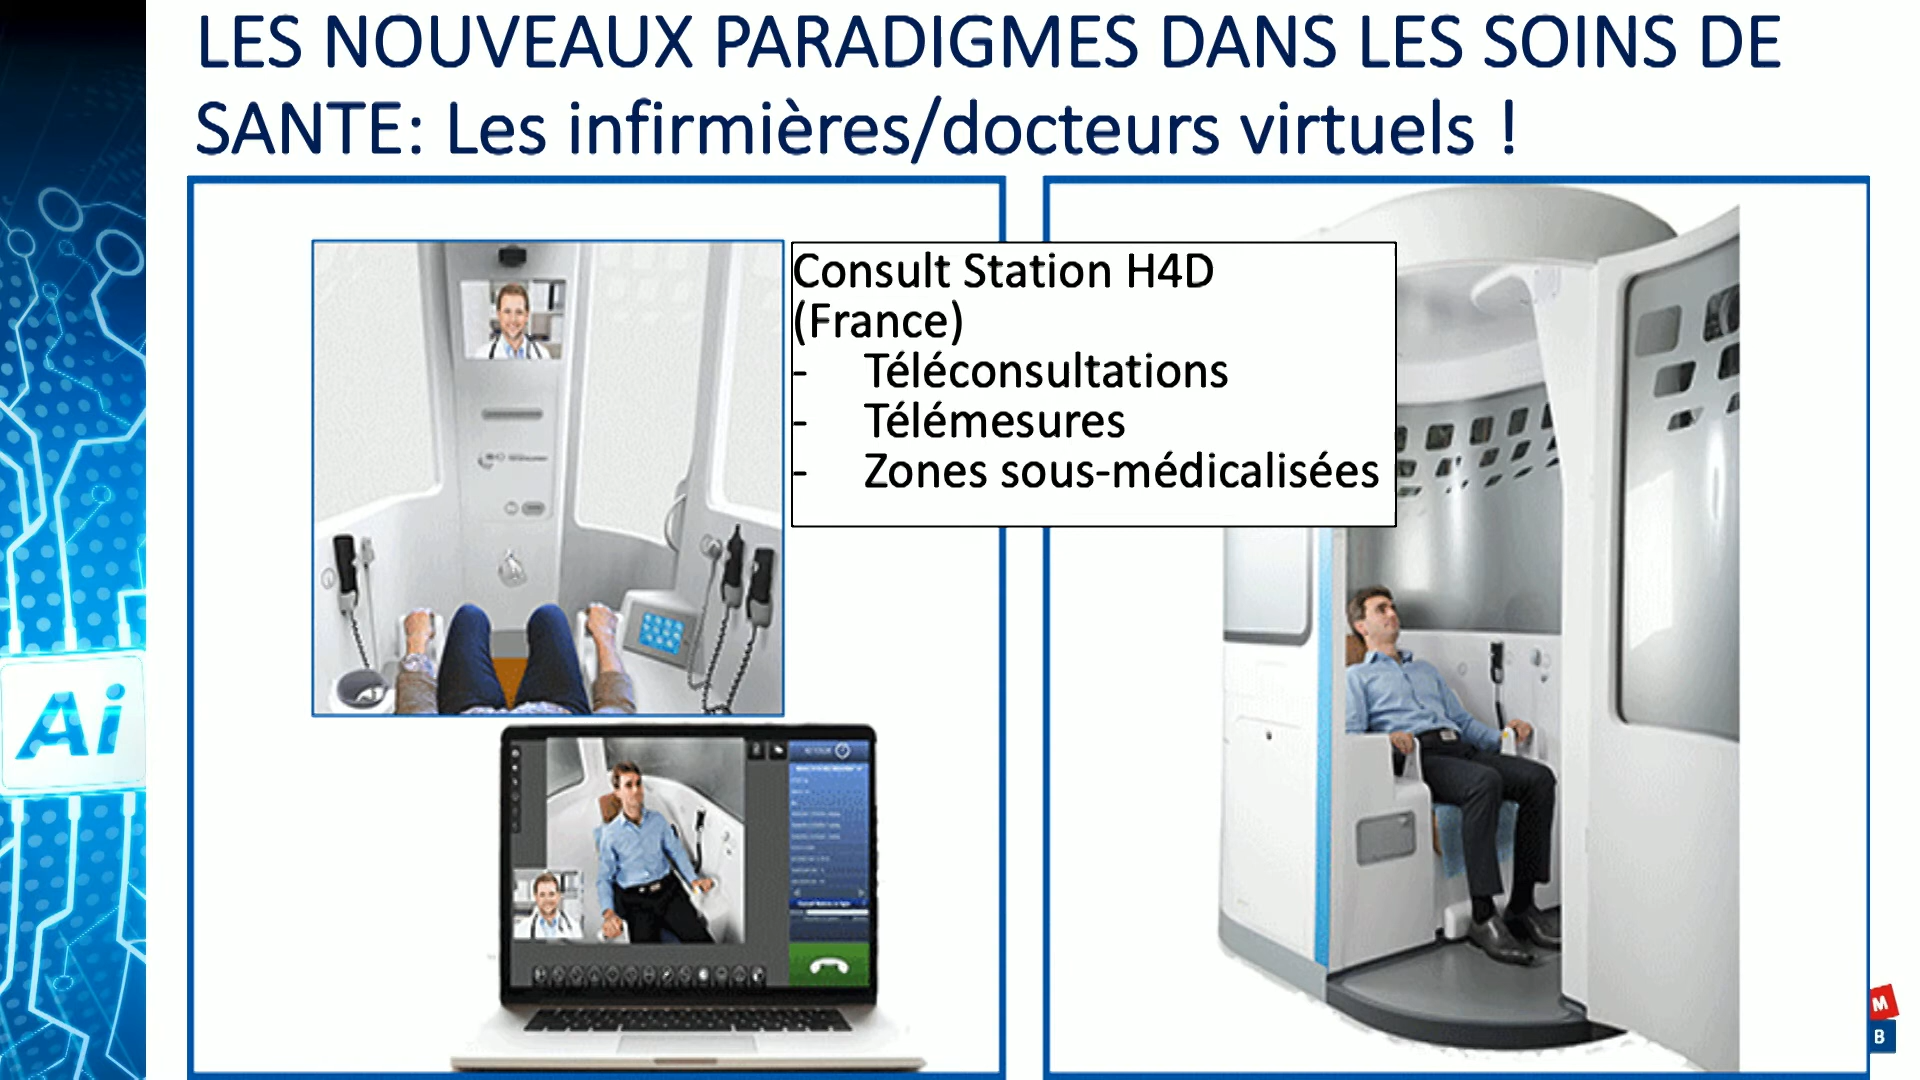 LES NOUVEAUX PARADIGMES DANS LES SOINS DE
SANTE: Les infirmières/docteurs virtuels !
Consult Station H4D
(France)
- Téléconsultations
- Télémesures
- Zones sous-médicalisées
Ai
M
B